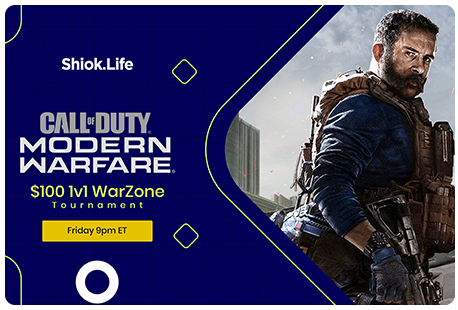 Shiok.Life
CALL OF DUTY®
MODERN
WARFARE®
$100 1v1 WarZone
Tournament
Friday 9pm ET